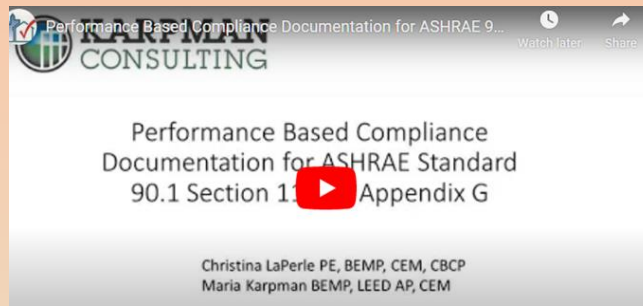 Performance Based Compliance Documentation for ASHRAE 9...
Watch later
Share
KARPMAN
CONSULTING
Performance Based Compliance
Documentation for ASHRAE Standard
90.1 Section 11 Appendix G
Christina LaPerle PE, BEMP, CEM, CBCP
Maria Karpman BEMP, LEED AP, CEM